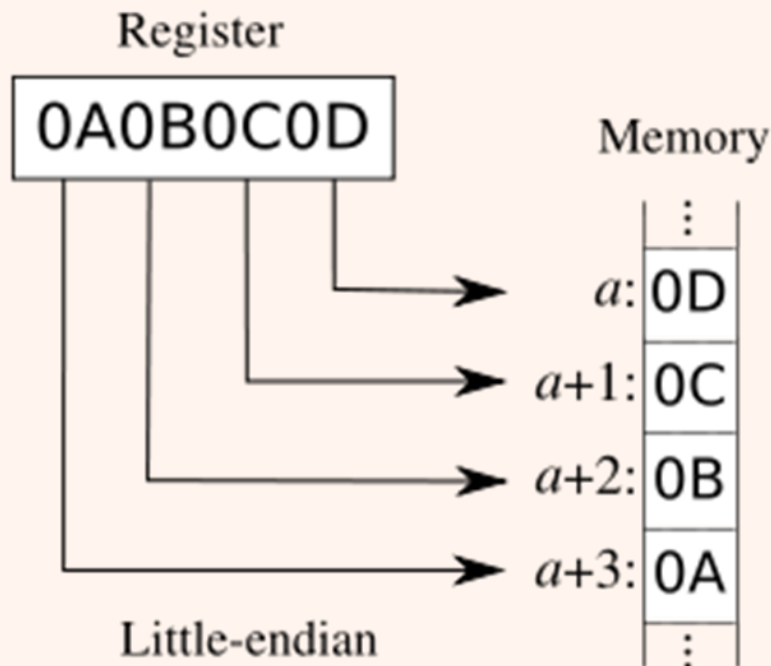 Register
0A0B0C0D
Memory
⋮
a: 0D
a+1: 0C
a+2: 0B
a+3: 0A
⋮
Little-endian